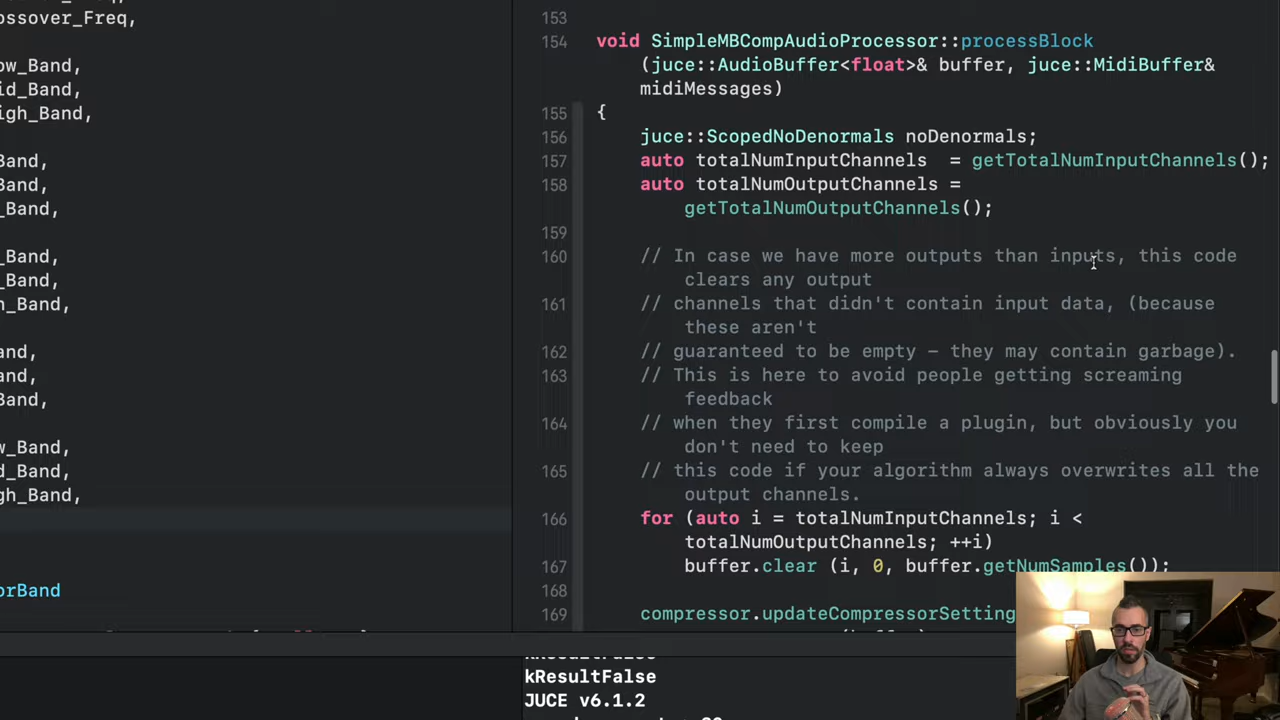 ossover_Freq,
ow_Band,
id_Band,
igh_Band,
Band,
Band,
_Band,
_Band,
d_Band,
h_Band,
and,
and,
Band,
w_Band,
d_Band,
gh_Band,
orBand
153
154 void SimpleMBCompAudioProcessor::processBlock
(juce::AudioBuffer<float>& buffer, juce::MidiBuffer&
midiMessages)
155 {
156 juce::ScopedNoDenormals noDenormals;
157 auto totalNumInputChannels  = getTotalNumInputChannels();
158 auto totalNumOutputChannels =
getTotalNumOutputChannels();
159
160 // In case we have more outputs than inputs, this code
clears any output
161 // channels that didn't contain input data, (because
these aren't
162 // guaranteed to be empty - they may contain garbage).
163 // This is here to avoid people getting screaming
feedback
164 // when they first compile a plugin, but obviously you
don't need to keep
165 // this code if your algorithm always overwrites all the
output channels.
166 for (auto i = totalNumInputChannels; i <
totalNumOutputChannels; ++i)
167 buffer.clear (i, 0, buffer.getNumSamples());
168
169 compressor.updateCompressorSetting
kResultFalse
kResultFalse
JUCE v6.1.2